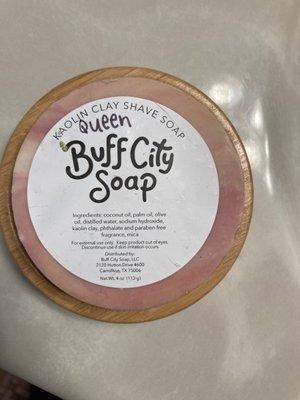 KAOLIN CLAY SHAVE SOAP
Queen
Buff City
Soap
Ingredients: coconut oil, palm oil, olive
oil, distilled water, sodium hydroxide,
kaolin clay, phthalate and paraben free
fragrance, mica
For external use only. Keep product out of eyes.
Discontinue use if skin irritation occurs
Distributed by:
Buff City Soap, LLC
2120 Hutton Drive #600
Carrollton, TX 75006
Net Wt. 4 oz (113 g)